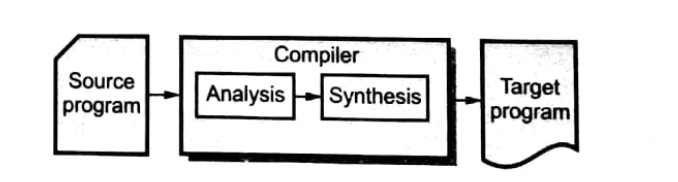 Compiler
Source
program
Analysis
Synthesis
Target
program